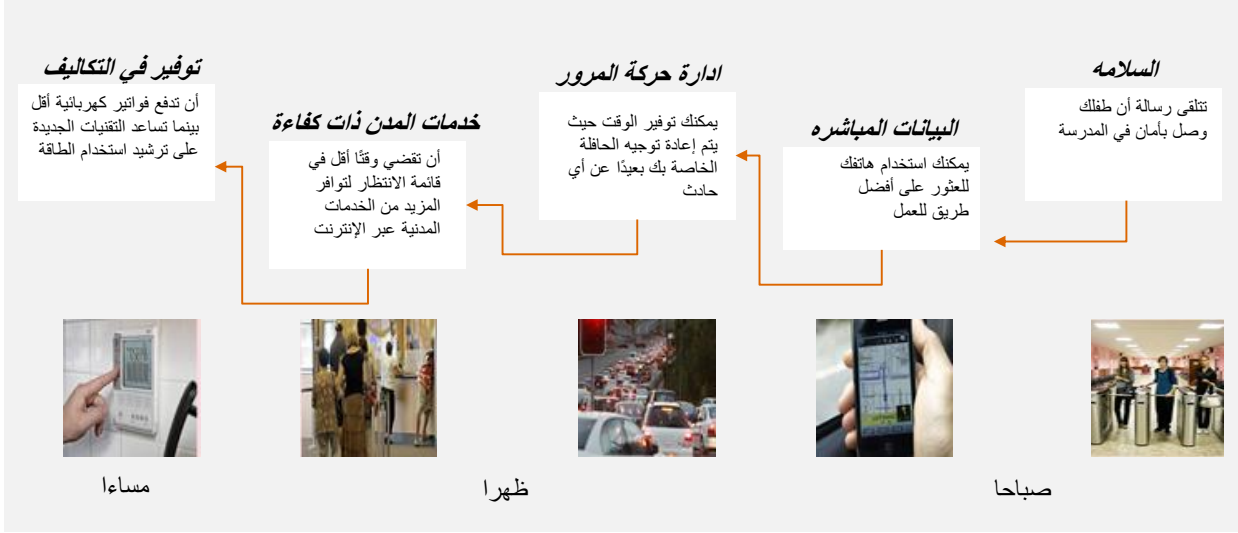 السلامه
تتلقى رسالة أن طفلك
وصل بأمان في المدرسة
البيانات المباشره
يمكنك استخدام هاتفك
للعثور على أفضل
طريق للعمل
ادارة حركة المرور
يمكنك توفير الوقت حيث
يتم إعادة توجيه الحافلة
الخاصة بك بعيدًا عن أي
حادث
خدمات المدن ذات كفاءة
أن تقضي وقتًا أقل في
قائمة الانتظار لتوافر
المزيد من الخدمات
المدنية عبر الإنترنت
توفير في التكاليف
أن تدفع فواتير كهربائية أقل
بينما تساعد التقنيات الجديدة
على ترشيد استخدام الطاقة
صباحا
ظهرا
مساءا